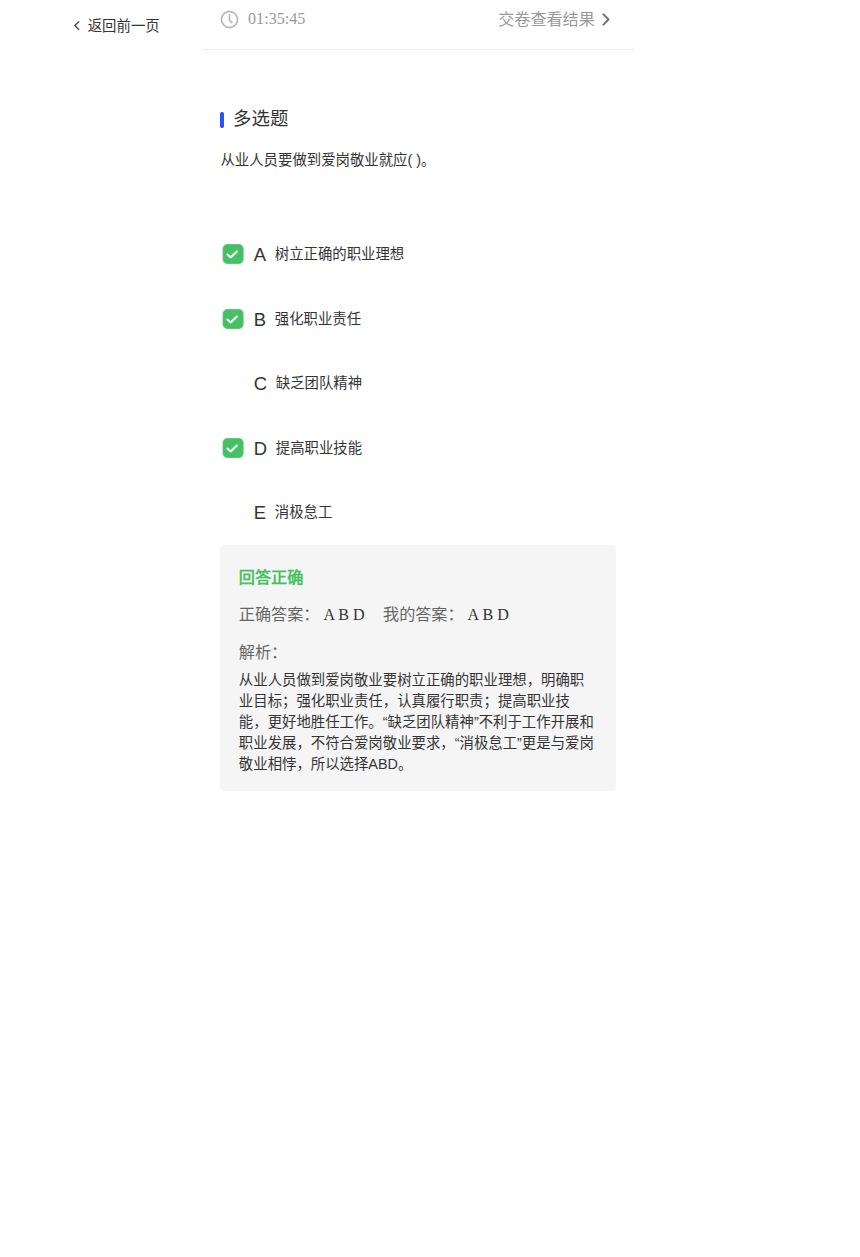 返回前一页
01:35:45 交卷查看结果
多选题
从业人员要做到爱岗敬业就应( )。
A 树立正确的职业理想
B 强化职业责任
C 缺乏团队精神
D 提高职业技能
E 消极怠工
回答正确
正确答案： A B D 我的答案： A B D
解析：
从业人员做到爱岗敬业要树立正确的职业理想，明确职
业目标；强化职业责任，认真履行职责；提高职业技
能，更好地胜任工作。“缺乏团队精神”不利于工作开展和
职业发展，不符合爱岗敬业要求，“消极怠工”更是与爱岗
敬业相悖，所以选择ABD。